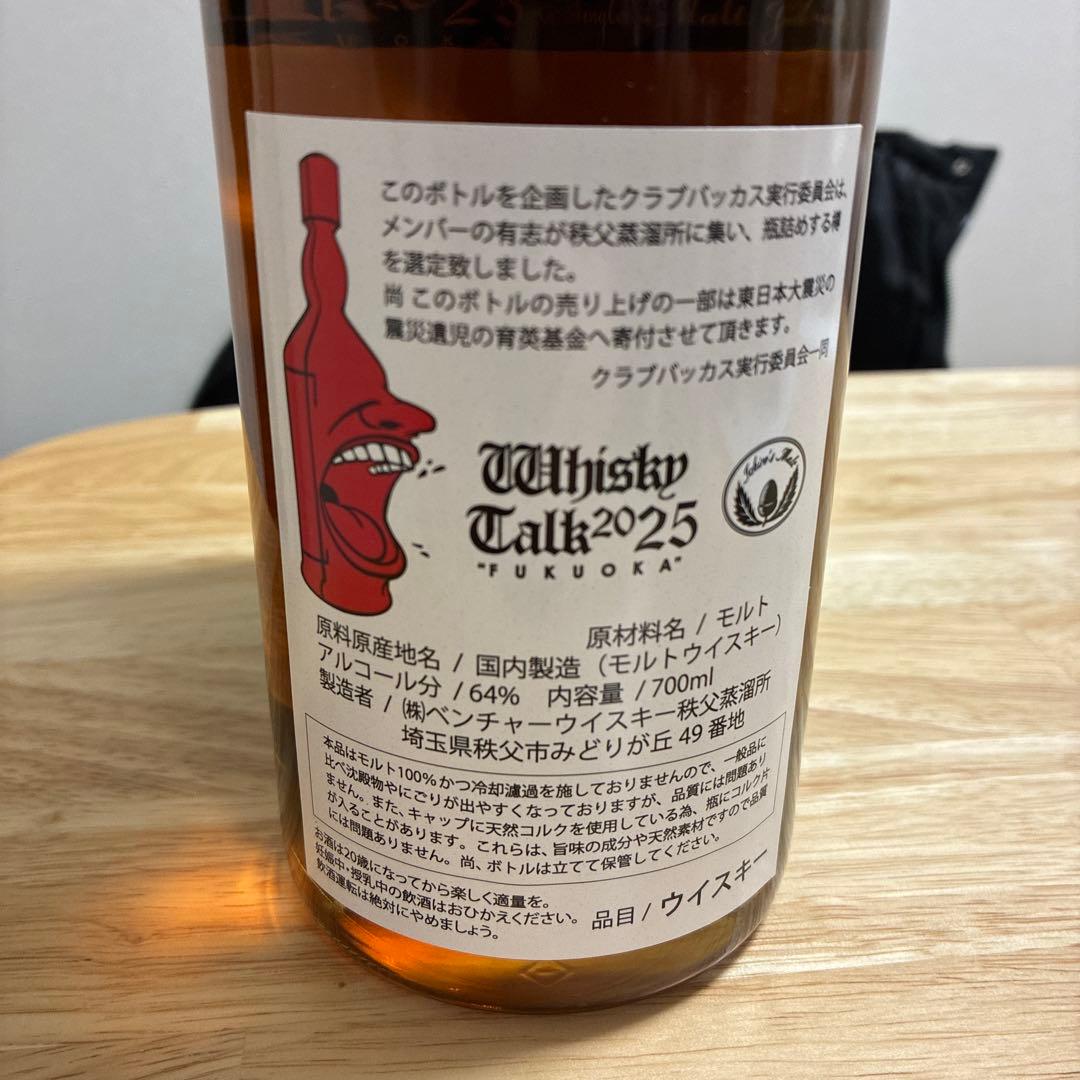 Talk 2025
Single Malt
このボトルを企画したクラブバッカス実行委員会は、
メンバーの有志が秩父蒸溜所に集い、瓶詰めする樽
を選定致しました。
尚 このボトルの売り上げの一部は東日本大震災の
震災遺児の育英基金へ寄付させて頂きます。
クラブバッカス実行委員会一同
Whisky
Talk 2025
"FUKUOKA"
Ichiro's Malt
原材料名 / モルト
原料原産地名 / 国内製造（モルトウイスキー）
アルコール分 / 64% 内容量 / 700ml
製造者 / ㈱ベンチャーウイスキー秩父蒸溜所
埼玉県秩父市みどりが丘 49 番地
本品はモルト100%かつ冷却濾過を施しておりませんので、一般品に
比べ沈殿物やにごりが出やすくなっておりますが、品質には問題あり
ません。また、キャップに天然コルクを使用している為、瓶にコルク片
が入ることがあります。これらは、旨味の成分や天然素材ですので品質
には問題ありません。尚、ボトルは立てて保管してください。
お酒は20歳になってから楽しく適量を。
妊娠中・授乳中の飲酒はおひかえください。
飲酒運転は絶対にやめましょう。
品目 / ウイスキー